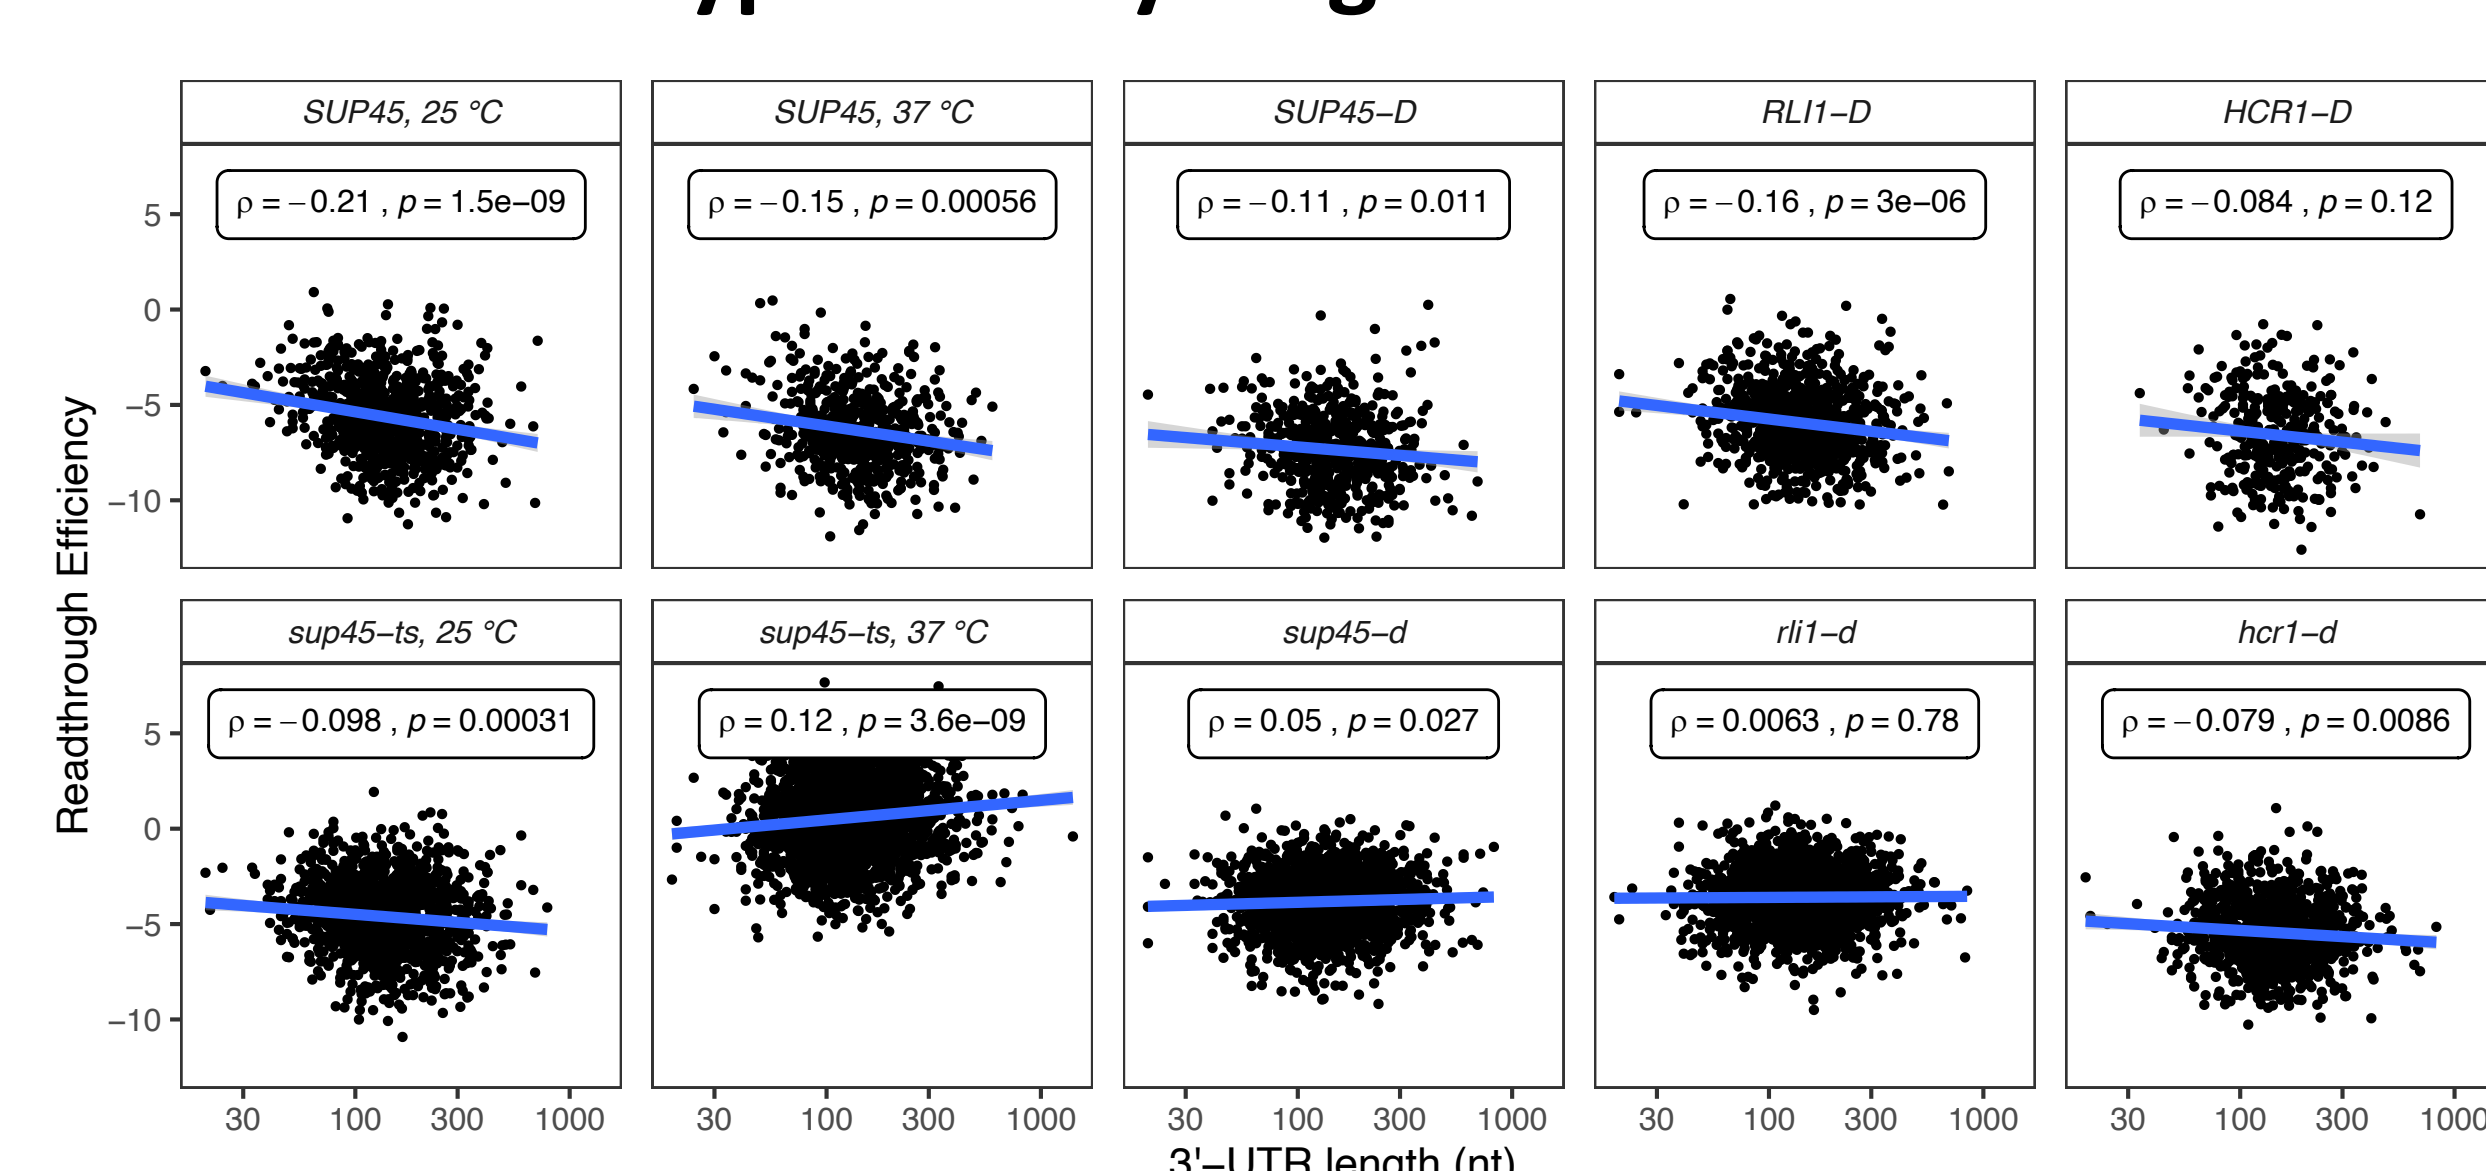 SUP45, 25 °C
SUP45, 37 °C
SUP45−D
RLI1−D
HCR1−D
ρ = −0.21 , p = 1.5e−09
ρ = −0.15 , p = 0.00056
ρ = −0.11 , p = 0.011
ρ = −0.16 , p = 3e−06
ρ = −0.084 , p = 0.12
5
0
−5
−10
Readthrough Efficiency
sup45−ts, 25 °C
sup45−ts, 37 °C
sup45−d
rli1−d
hcr1−d
ρ = −0.098 , p = 0.00031
ρ = 0.12 , p = 3.6e−09
ρ = 0.05 , p = 0.027
ρ = 0.0063 , p = 0.78
ρ = −0.079 , p = 0.0086
5
0
−5
−10
30 100 300 1000
30 100 300 1000
30 100 300 1000
30 100 300 1000
30 100 300 1000
3'−UTR length (nt)